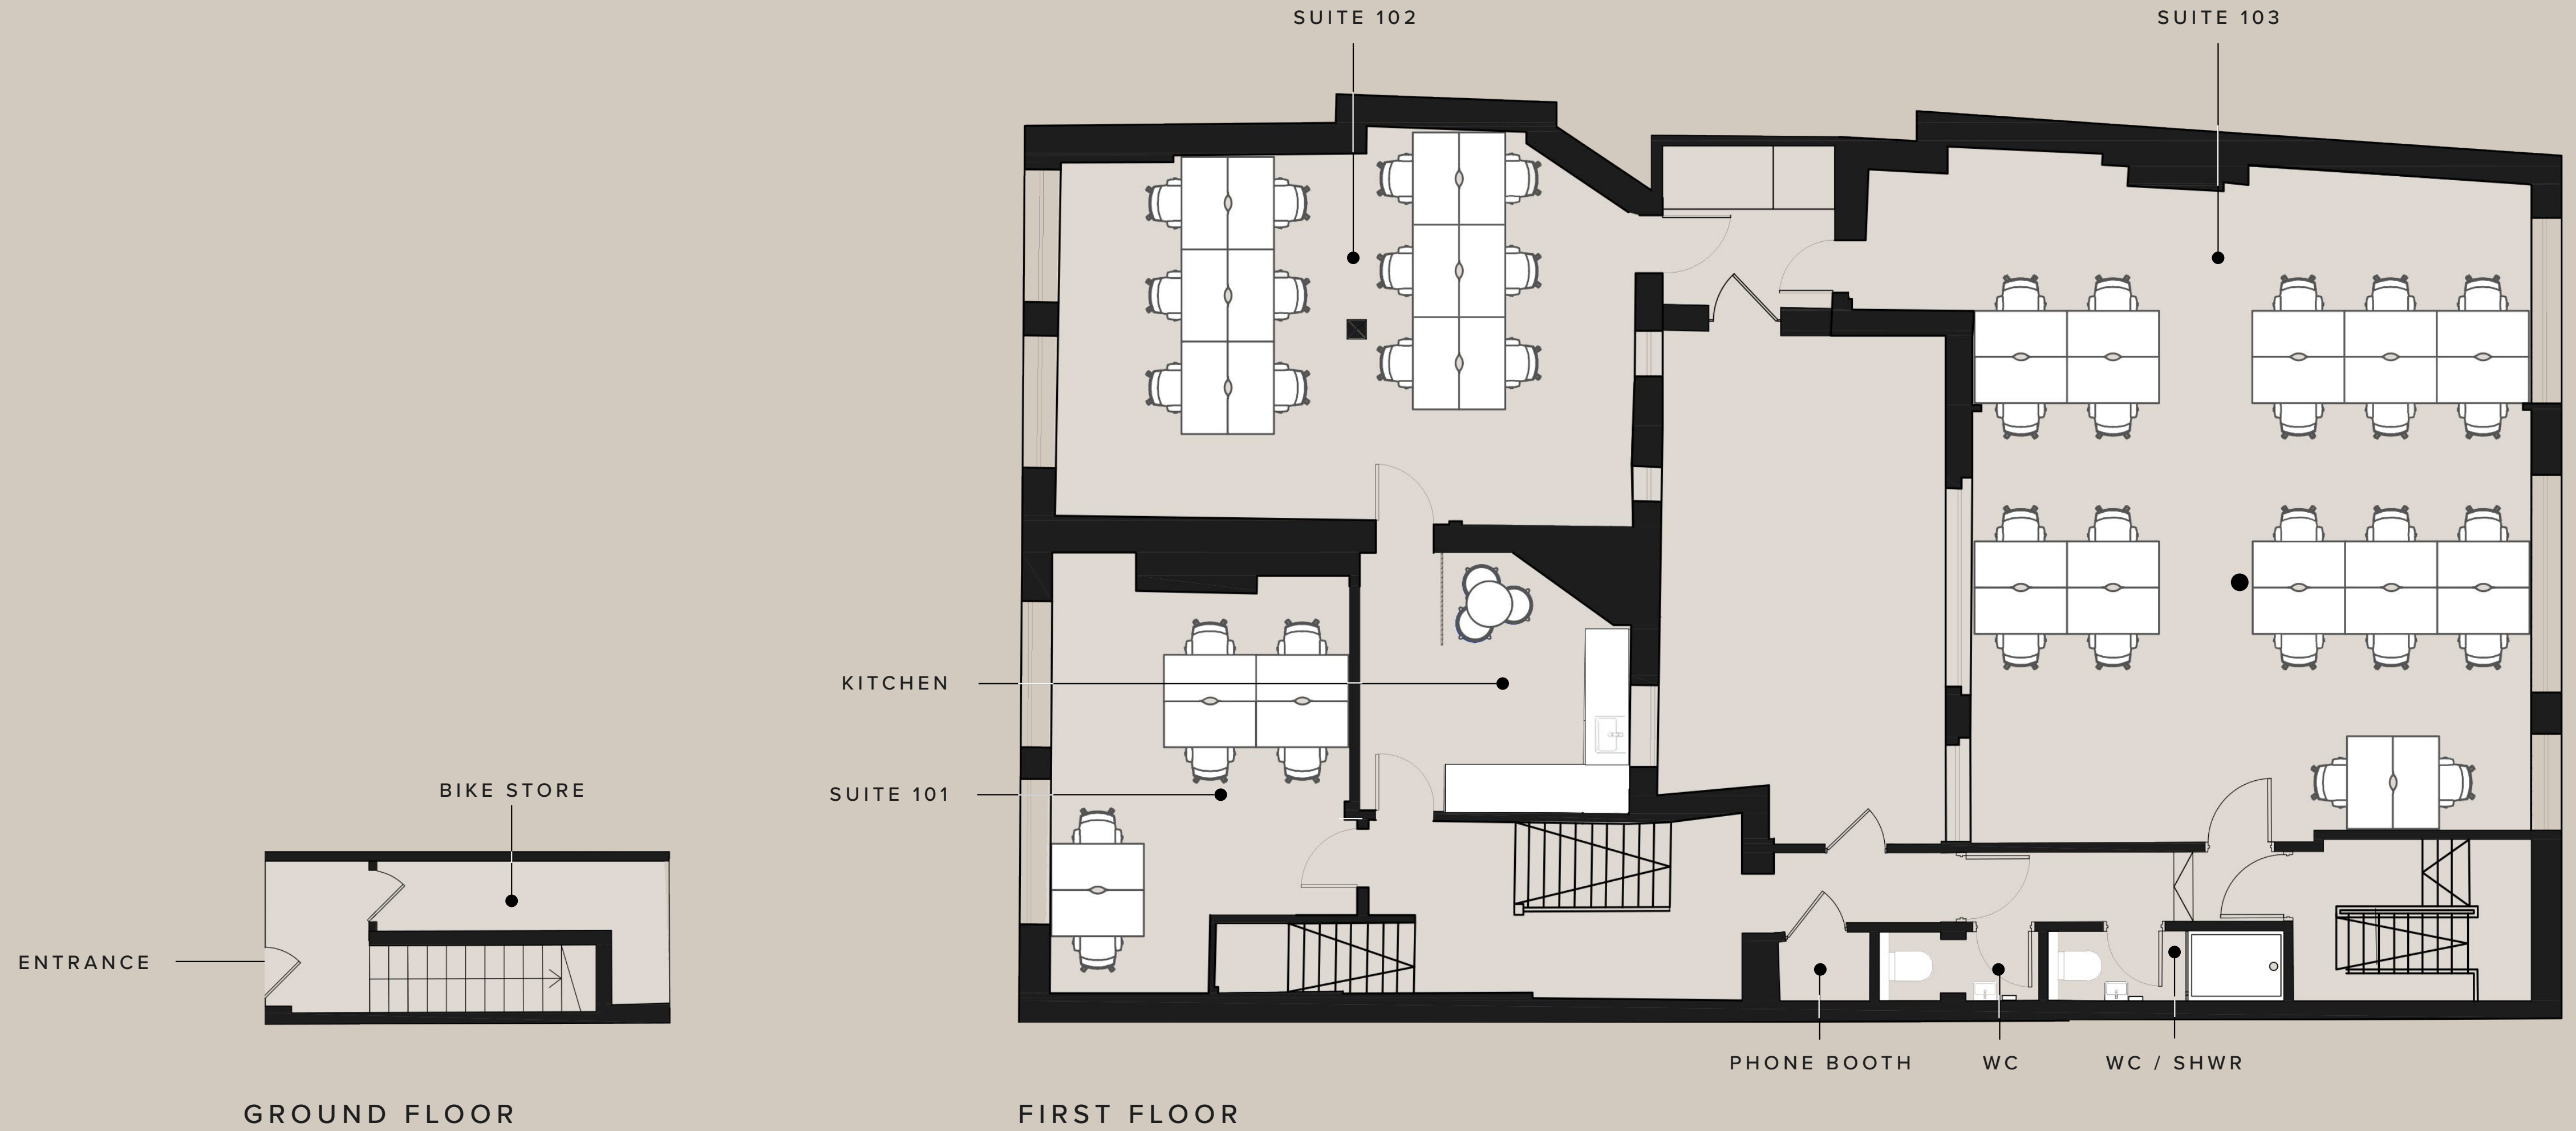 SUITE 102
SUITE 103
KITCHEN
SUITE 101
BIKE STORE
ENTRANCE
PHONE BOOTH
WC
WC / SHWR
GROUND FLOOR
FIRST FLOOR